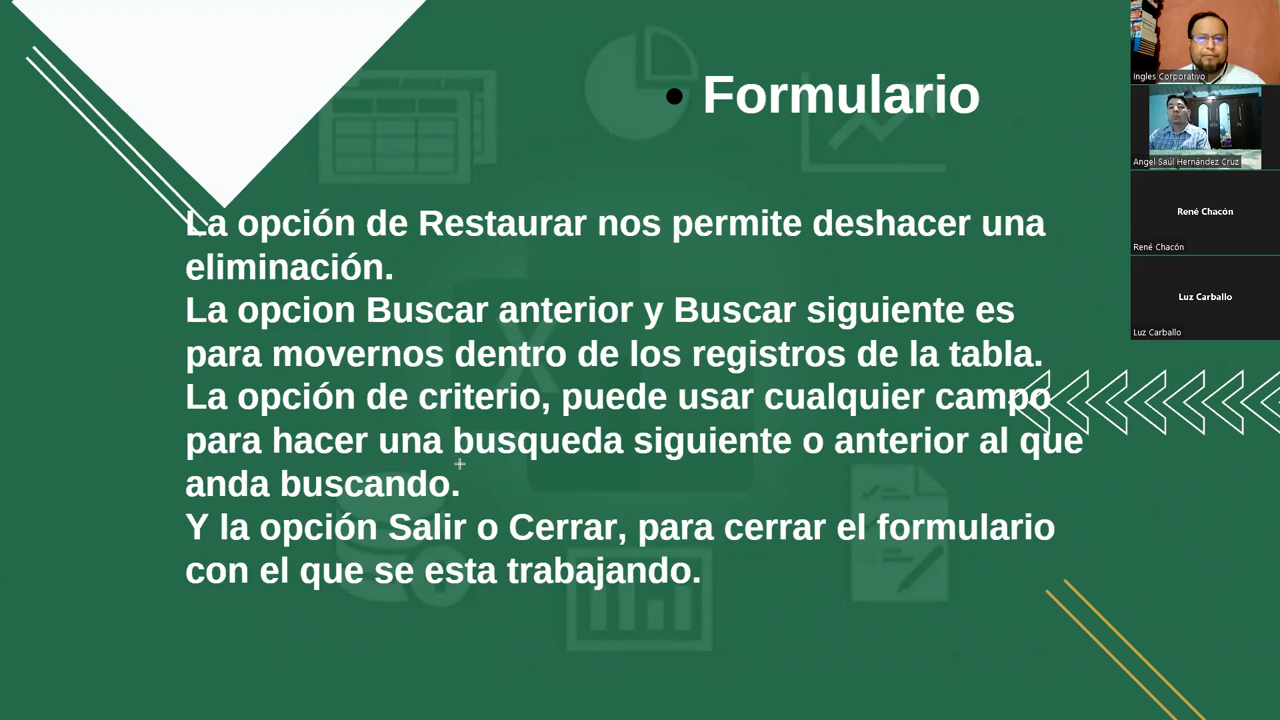 • Formulario
La opción de Restaurar nos permite deshacer una
eliminación.
La opcion Buscar anterior y Buscar siguiente es
para movernos dentro de los registros de la tabla.
La opción de criterio, puede usar cualquier campo
para hacer una busqueda siguiente o anterior al que
anda buscando.
Y la opción Salir o Cerrar, para cerrar el formulario
con el que se esta trabajando.
Ingles Corporativo
Angel Saúl Hernández Cruz
René Chacón
René Chacón
Luz Carballo
Luz Carballo